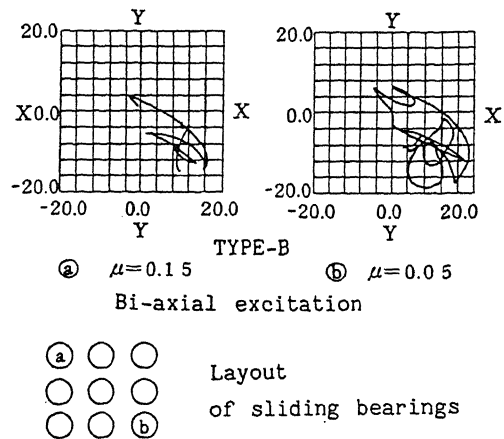 Y Y
20.0 20.0
X 0.0 X 0.0 X
-20.0 -20.0
-20.0 0.0 20.0 -20.0 0.0 20.0
Y Y
TYPE-B
ⓐ μ=0.15 ⓑ μ=0.05
Bi-axial excitation
a
Layout
of sliding bearings
b